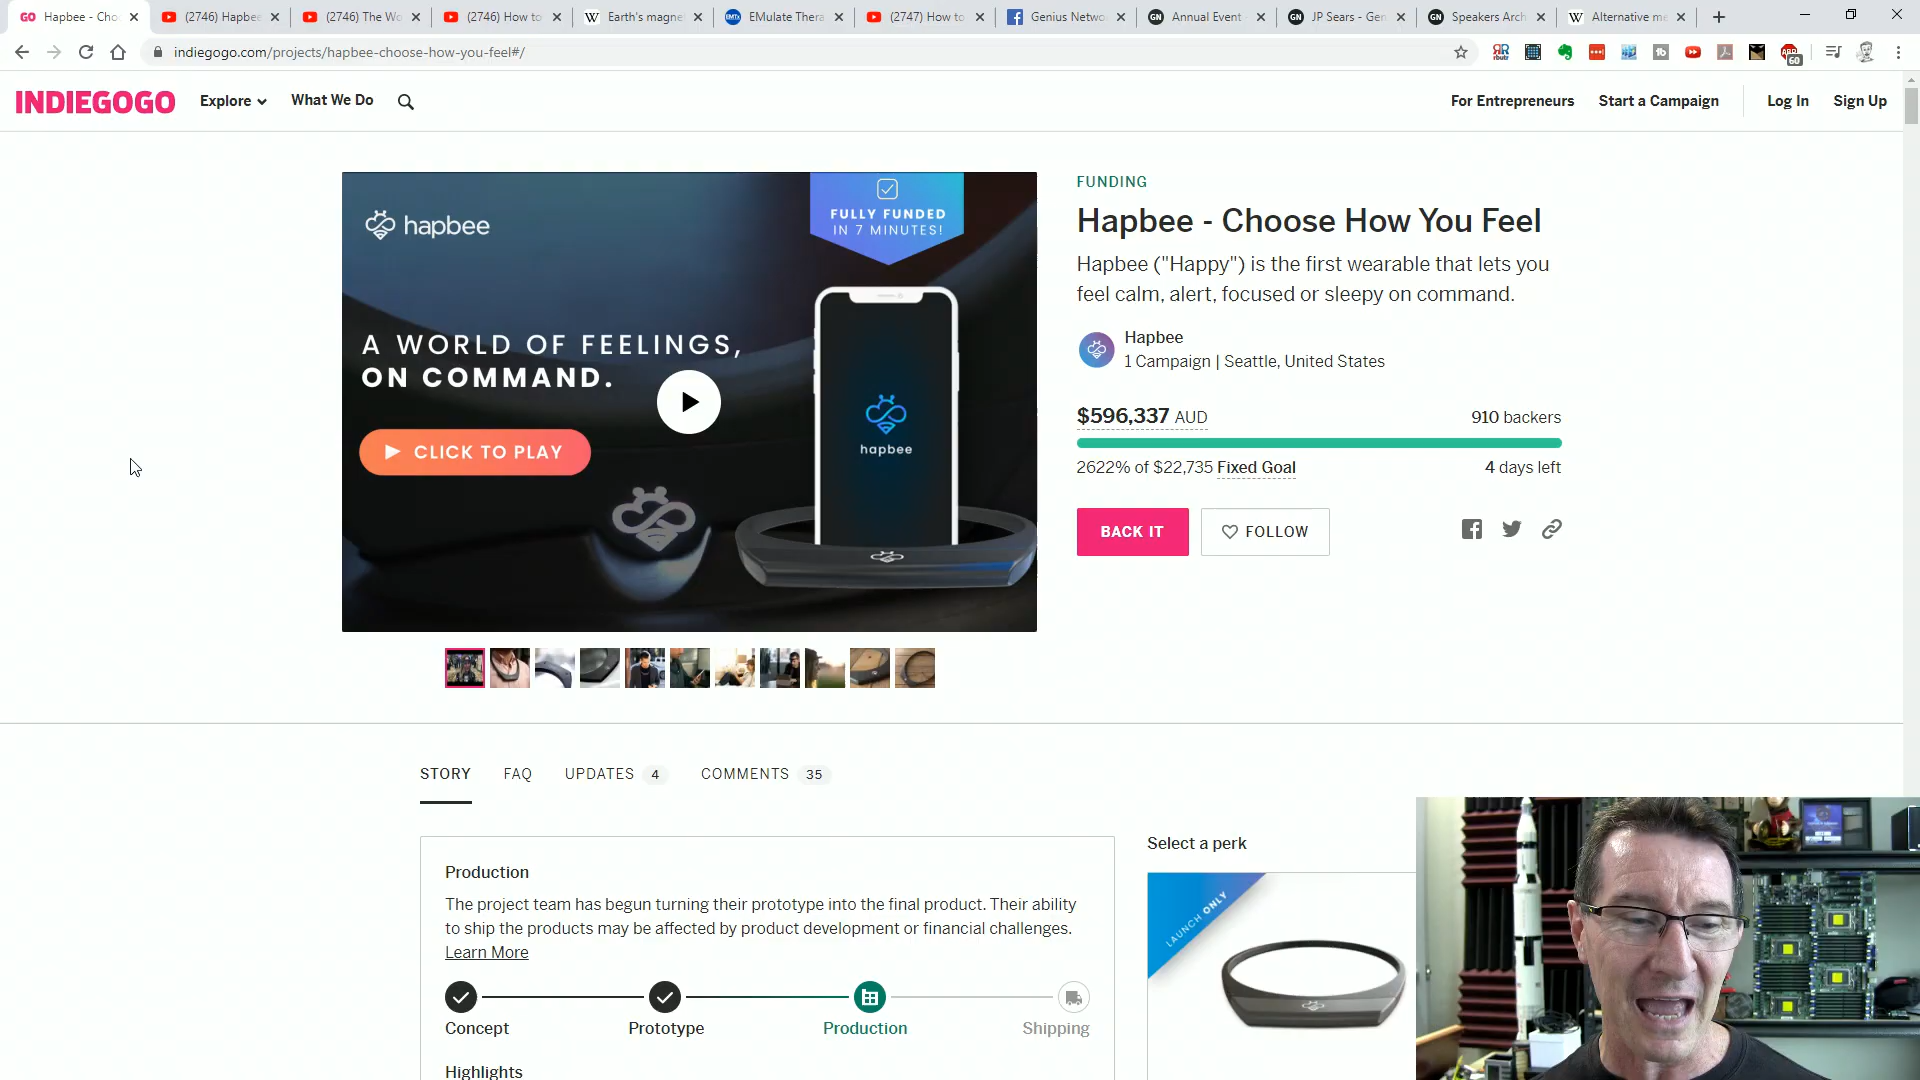 GO Hapbee - Cho
(2746) Hapbee
(2746) The Wo
(2746) How to
W Earth's magne
EMulate Thera
(2747) How to
Genius Netwo
GN Annual Event
GN JP Sears - Gen
GN Speakers Arch
W Alternative me
indiegogo.com/projects/hapbee-choose-how-you-feel#/
60
INDIEGOGO
Explore
What We Do
For Entrepreneurs
Start a Campaign
Log In
Sign Up
hapbee
FULLY FUNDED
IN 7 MINUTES!
A WORLD OF FEELINGS,
ON COMMAND.
CLICK TO PLAY
hapbee
FUNDING
Hapbee - Choose How You Feel
Hapbee ("Happy") is the first wearable that lets you
feel calm, alert, focused or sleepy on command.
Hapbee
1 Campaign | Seattle, United States
$596,337 AUD
910 backers
2622% of $22,735 Fixed Goal
4 days left
BACK IT
FOLLOW
STORY
FAQ
UPDATES 4
COMMENTS 35
Production
The project team has begun turning their prototype into the final product. Their ability
to ship the products may be affected by product development or financial challenges.
Learn More
Concept
Prototype
Production
Shipping
Highlights
Select a perk
LAUNCH ONLY